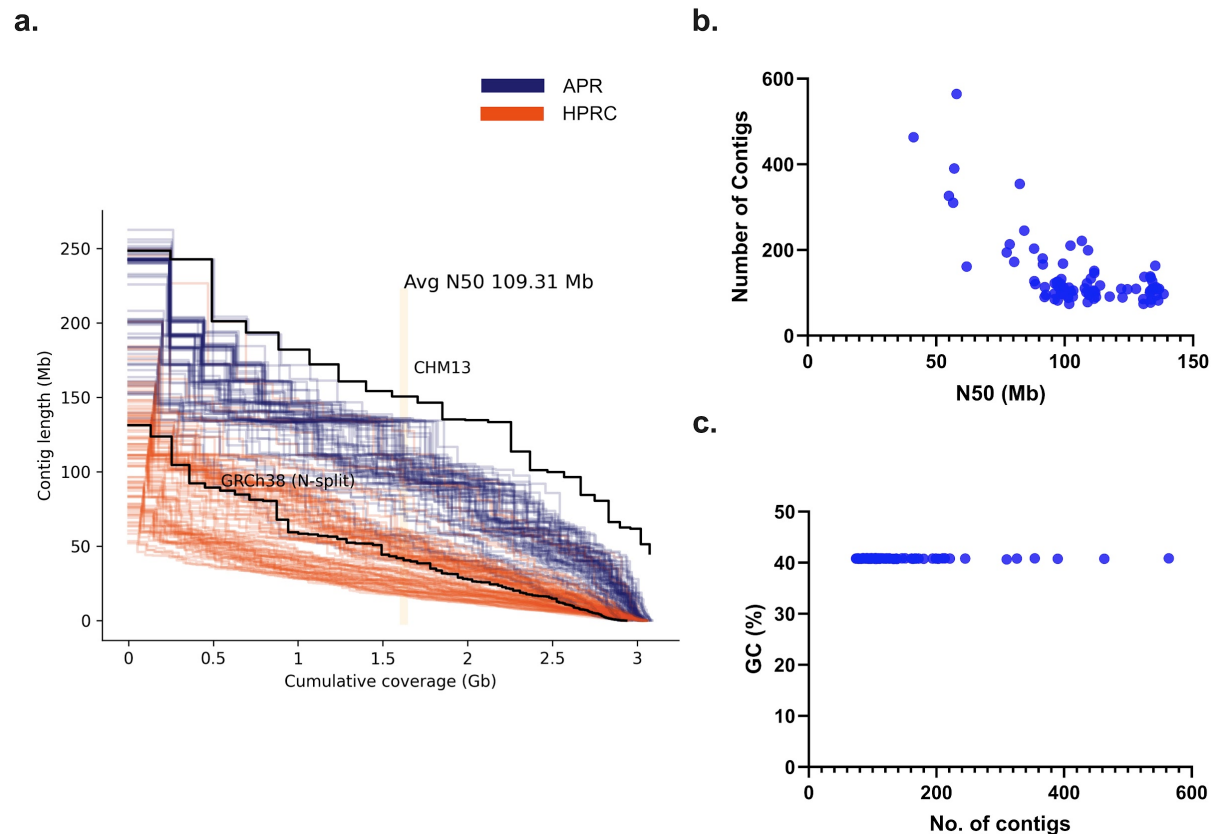 a.
APR
HPRC
250
200
150
100
50
0
Contig length (Mb)
Avg N50 109.31 Mb
CHM13
GRCh38 (N-split)
0 0.5 1 1.5 2 2.5 3
Cumulative coverage (Gb)
b.
600
400
200
0
Number of Contigs
0 50 100 150
N50 (Mb)
c.
50
40
30
20
10
0
GC (%)
0 200 400 600
No. of contigs